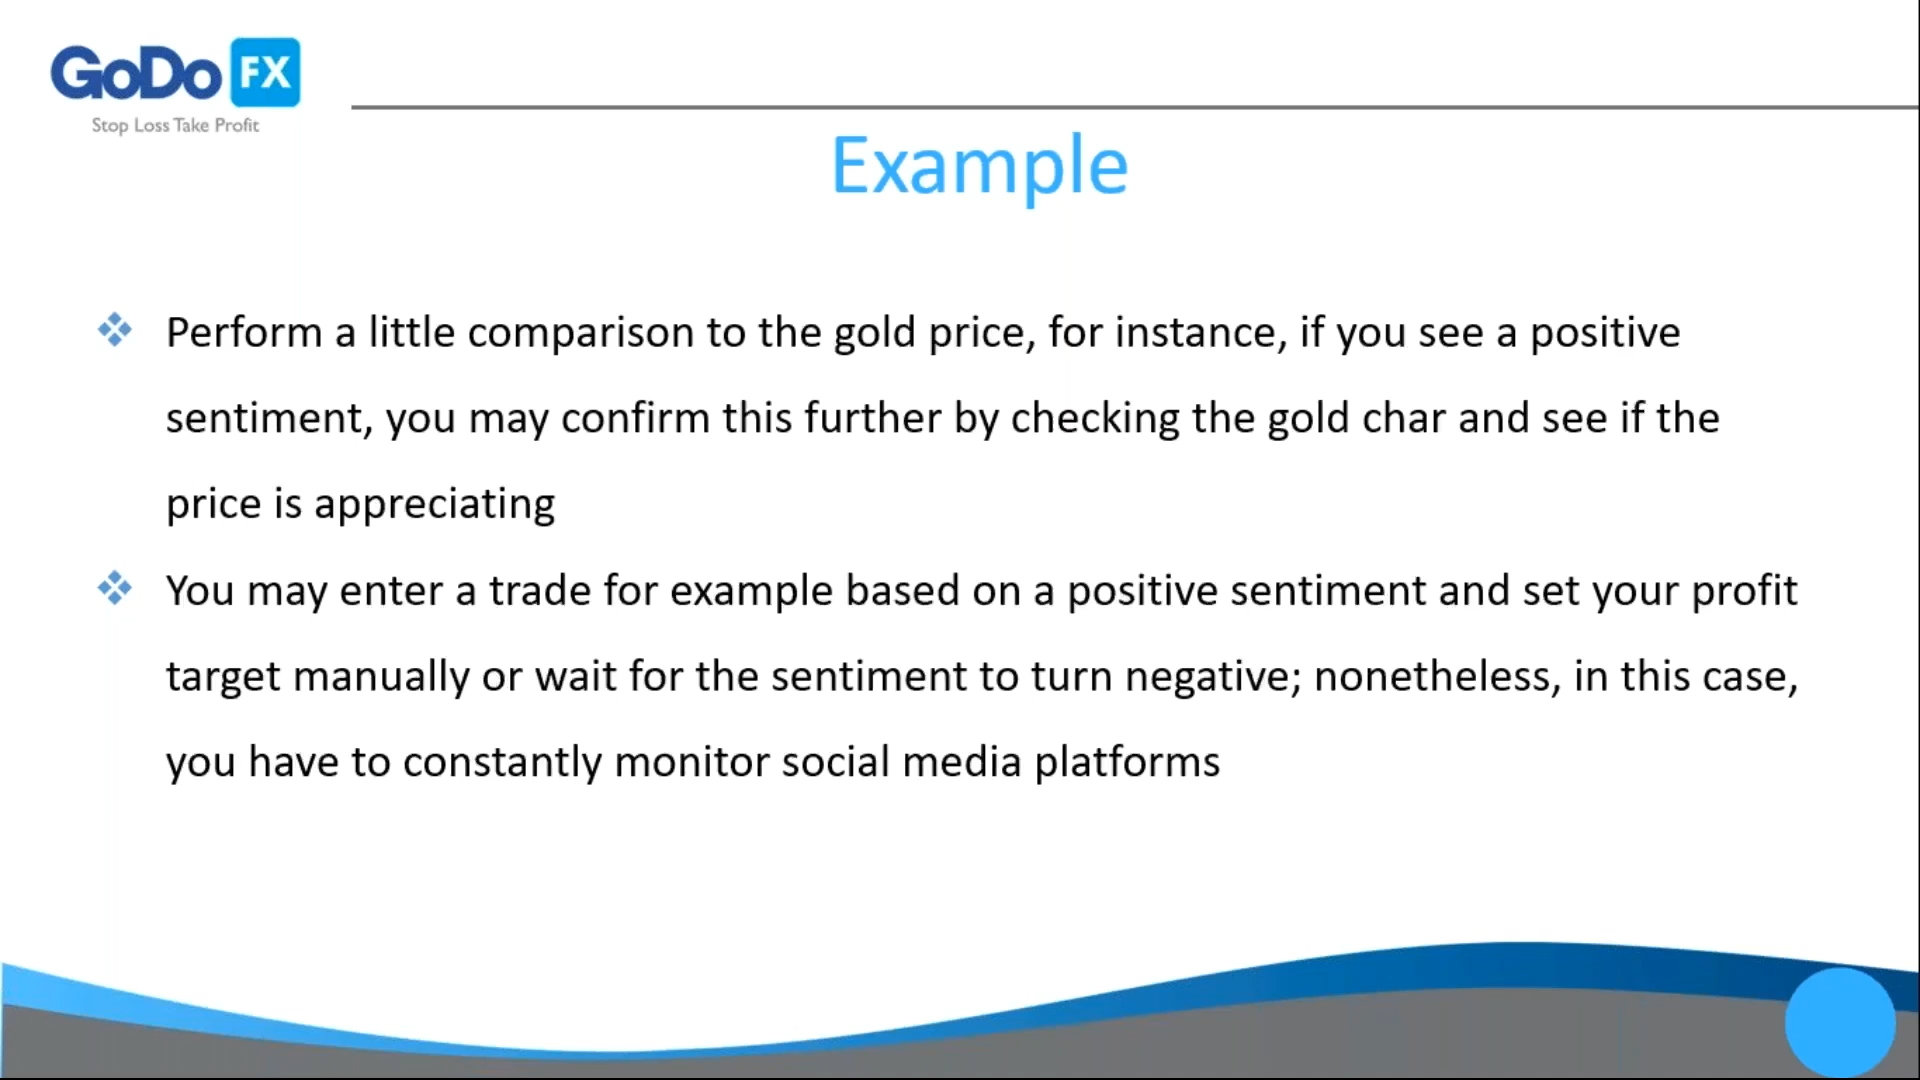 GoDo FX
Stop Loss Take Profit
Example
Perform a little comparison to the gold price, for instance, if you see a positive
sentiment, you may confirm this further by checking the gold char and see if the
price is appreciating
You may enter a trade for example based on a positive sentiment and set your profit
target manually or wait for the sentiment to turn negative; nonetheless, in this case,
you have to constantly monitor social media platforms